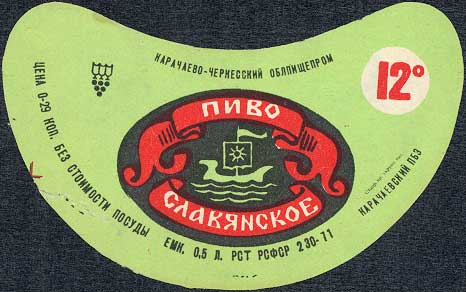 КАРАЧАЕВО-ЧЕРКЕССКИЙ ОБЛПИЩЕПРОМ
12°
ПИВО
СЛАВЯНСКОЕ
ЦЕНА 0-29 КОП. БЕЗ СТОИМОСТИ ПОСУДЫ
ЕМК. 0,5 Л. РСТ РСФСР 230-71
КАРАЧАЕВСКИЙ ПБЗ